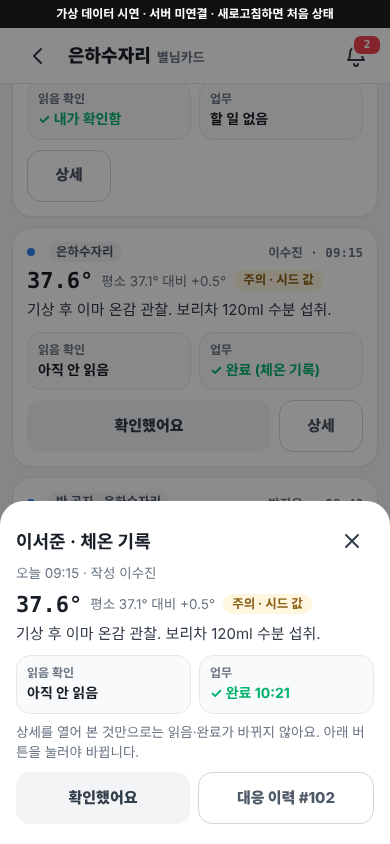 가상 데이터 시연 · 서버 미연결 · 새로고침하면 처음 상태
은하수자리 별님카드
2
읽음 확인
✓ 내가 확인함
업무
할 일 없음
상세
은하수자리
이수진 · 09:15
37.6° 평소 37.1° 대비 +0.5° 주의 · 시드 값
기상 후 이마 온감 관찰. 보리차 120ml 수분 섭취.
읽음 확인
아직 안 읽음
업무
✓ 완료 (체온 기록)
확인했어요
상세
이서준 · 체온 기록
오늘 09:15 · 작성 이수진
37.6° 평소 37.1° 대비 +0.5° 주의 · 시드 값
기상 후 이마 온감 관찰. 보리차 120ml 수분 섭취.
읽음 확인
아직 안 읽음
업무
✓ 완료 10:21
상세를 열어 본 것만으로는 읽음·완료가 바뀌지 않아요. 아래 버
튼을 눌러야 바뀝니다.
확인했어요
대응 이력 #102